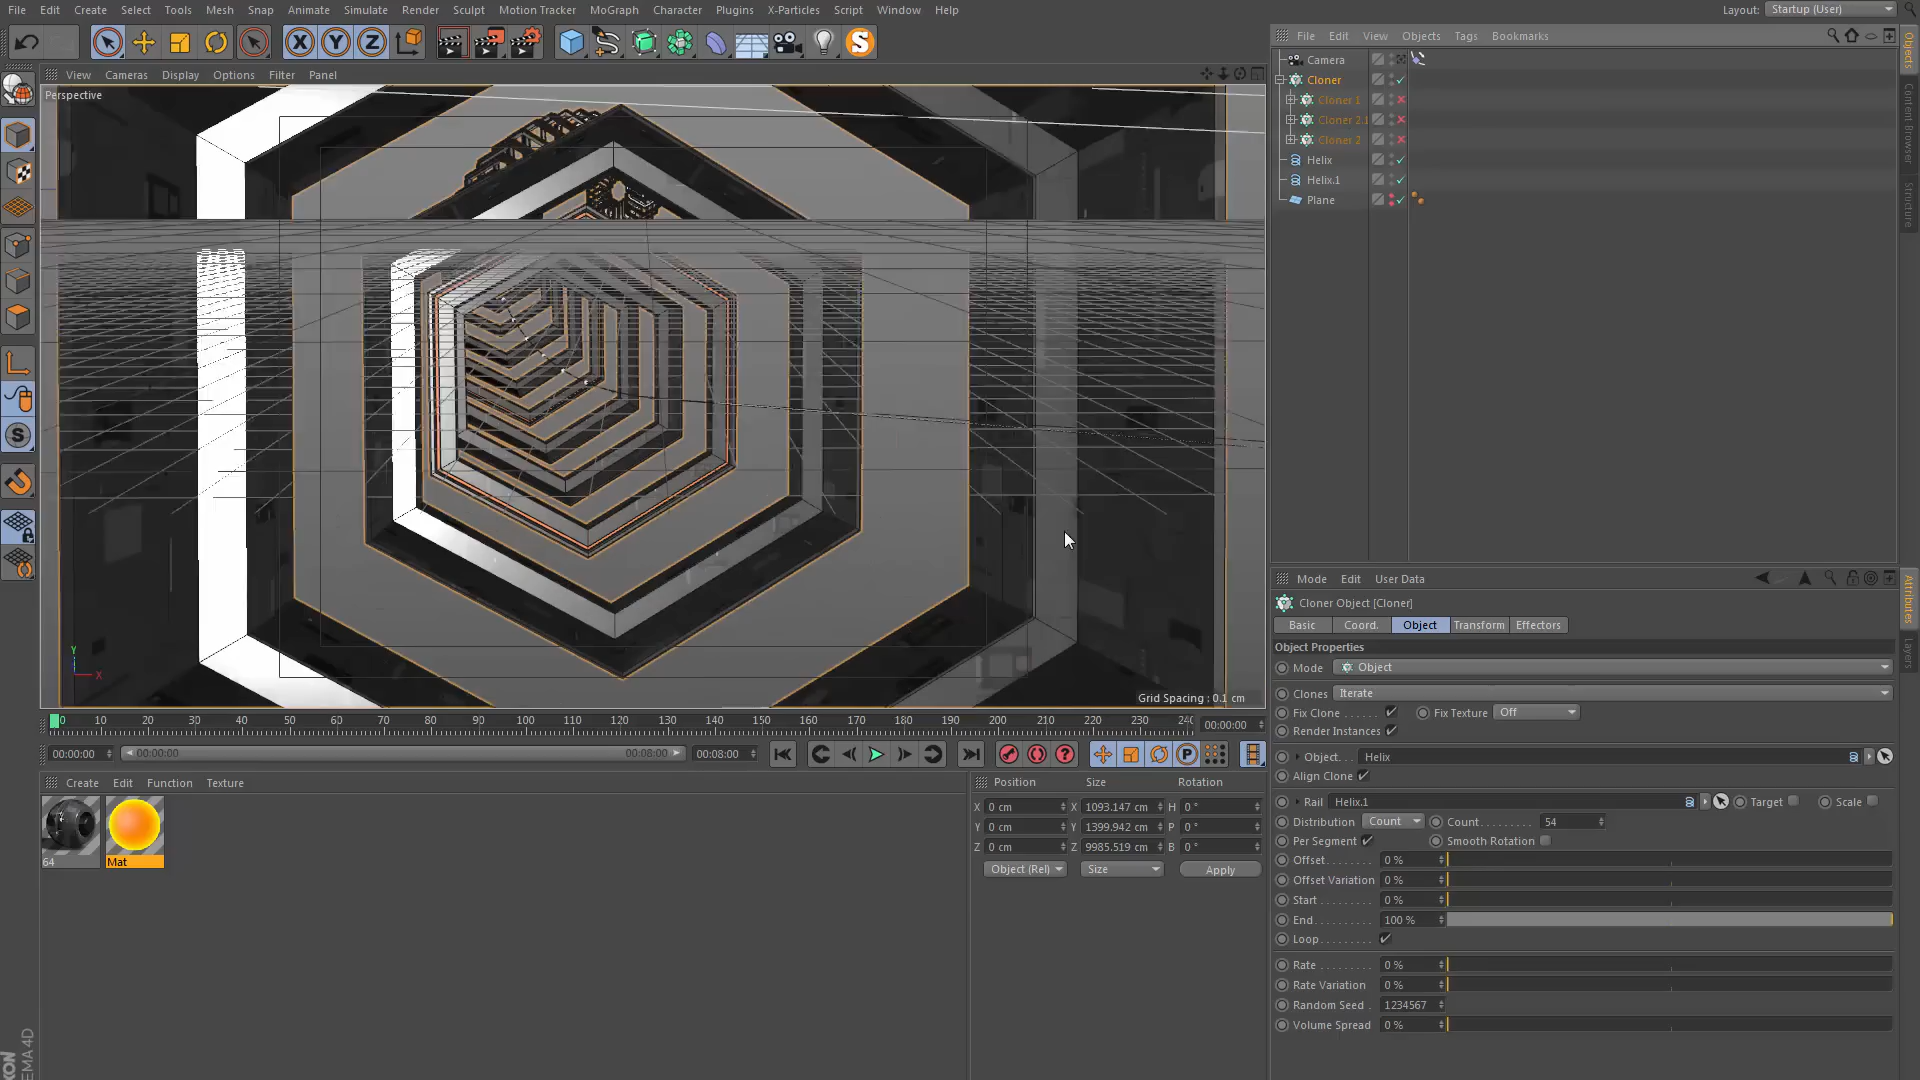 File Edit Create Select Tools Mesh Snap Animate Simulate Render Sculpt Motion Tracker MoGraph Character Plugins X-Particles Script Window Help
Layout: Startup (User)
View Cameras Display Options Filter Panel
Perspective
Grid Spacing : 0.1 cm
Y
X
0 10 20 30 40 50 60 70 80 90 100 110 120 130 140 150 160 170 180 190 200 210 220 230 240
00:00:00
00:00:00
00:00:00
00:08:00
00:08:00
Create Edit Function Texture
64
Mat
Position Size Rotation
X 0 cm X 1093.147 cm H 0 °
Y 0 cm Y 1399.942 cm P 0 °
Z 0 cm Z 9985.519 cm B 0 °
Object (Rel) Size Apply
File Edit View Objects Tags Bookmarks
Camera
Cloner
Cloner 1
Cloner 2.1
Cloner 2
Helix
Helix.1
Plane
Objects
Content Browser
Structure
Mode Edit User Data
Cloner Object [Cloner]
Basic Coord. Object Transform Effectors
Object Properties
Mode Object
Clones Iterate
Fix Clone Fix Texture Off
Render Instances
Object Helix
Align Clone
Rail Helix.1 Target Scale
Distribution Count Count 54
Per Segment Smooth Rotation
Offset 0 %
Offset Variation 0 %
Start 0 %
End 100 %
Loop
Rate 0 %
Rate Variation 0 %
Random Seed 1234567
Volume Spread 0 %
Attributes
Layers